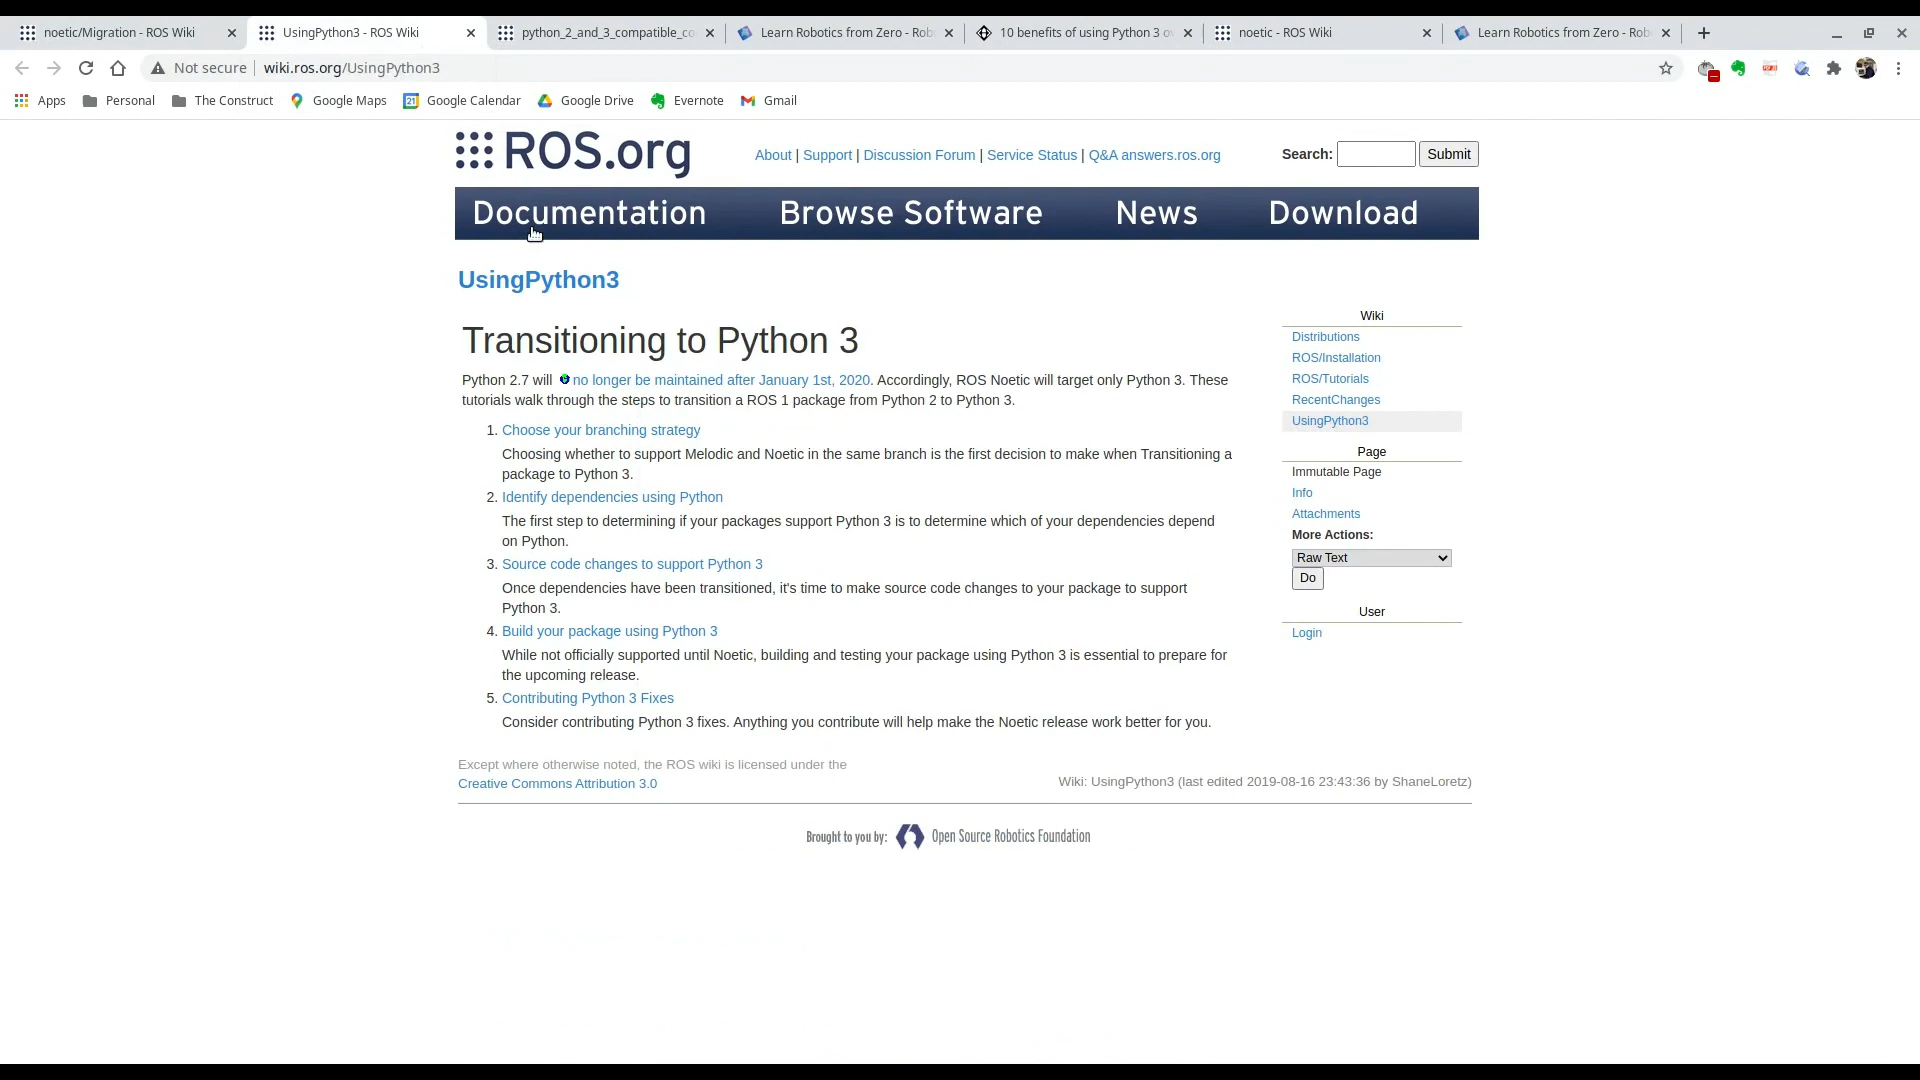 noetic/Migration - ROS Wiki
UsingPython3 - ROS Wiki
python_2_and_3_compatible_co
Learn Robotics from Zero - Rob
10 benefits of using Python 3 o
noetic - ROS Wiki
Learn Robotics from Zero - Rob
Not secure
wiki.ros.org/UsingPython3
Apps
Personal
The Construct
Google Maps
Google Calendar
Google Drive
Evernote
Gmail
ROS.org
About | Support | Discussion Forum | Service Status | Q&A answers.ros.org
Search:
Submit
Documentation
Browse Software
News
Download
UsingPython3
Transitioning to Python 3
Python 2.7 will no longer be maintained after January 1st, 2020. Accordingly, ROS Noetic will target only Python 3. These
tutorials walk through the steps to transition a ROS 1 package from Python 2 to Python 3.
1. Choose your branching strategy
Choosing whether to support Melodic and Noetic in the same branch is the first decision to make when Transitioning a
package to Python 3.
2. Identify dependencies using Python
The first step to determining if your packages support Python 3 is to determine which of your dependencies depend
on Python.
3. Source code changes to support Python 3
Once dependencies have been transitioned, it's time to make source code changes to your package to support
Python 3.
4. Build your package using Python 3
While not officially supported until Noetic, building and testing your package using Python 3 is essential to prepare for
the upcoming release.
5. Contributing Python 3 Fixes
Consider contributing Python 3 fixes. Anything you contribute will help make the Noetic release work better for you.
Wiki
Distributions
ROS/Installation
ROS/Tutorials
RecentChanges
UsingPython3
Page
Immutable Page
Info
Attachments
More Actions:
Raw Text
Do
User
Login
Except where otherwise noted, the ROS wiki is licensed under the
Creative Commons Attribution 3.0
Wiki: UsingPython3 (last edited 2019-08-16 23:43:36 by ShaneLoretz)
Brought to you by:
Open Source Robotics Foundation